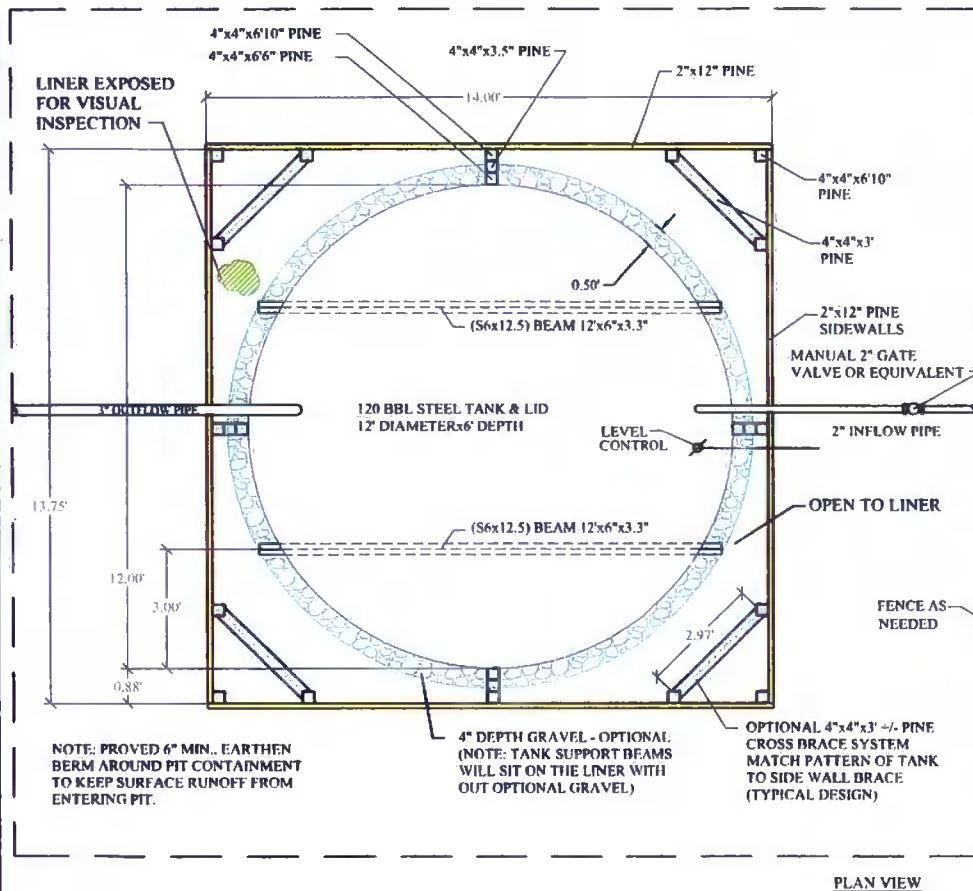 4"x4"x6'10" PINE
4"x4"x6'6" PINE
4"x4"x3.5" PINE
2"x12" PINE
LINER EXPOSED
FOR VISUAL
INSPECTION
14.00'
4"x4"x6'10"
PINE
4"x4"x3'
PINE
0.50'
(S6x12.5) BEAM 12'x6"x3.3"
2"x12" PINE
SIDEWALLS
MANUAL 2" GATE
VALVE OR EQUIVALENT
3" OUTFLOW PIPE
120 BBL STEEL TANK & LID
12' DIAMETERx6' DEPTH
LEVEL
CONTROL
2" INFLOW PIPE
13.75'
OPEN TO LINER
(S6x12.5) BEAM 12'x6"x3.3"
12.00'
3.00'
2.97'
FENCE AS
NEEDED
0.88'
NOTE: PROVED 6" MIN.. EARTHEN
BERM AROUND PIT CONTAINMENT
TO KEEP SURFACE RUNOFF FROM
ENTERING PIT.
4" DEPTH GRAVEL - OPTIONAL
(NOTE: TANK SUPPORT BEAMS
WILL SIT ON THE LINER WITH
OUT OPTIONAL GRAVEL)
OPTIONAL 4"x4"x3' +/- PINE
CROSS BRACE SYSTEM
MATCH PATTERN OF TANK
TO SIDE WALL BRACE
(TYPICAL DESIGN)
PLAN VIEW